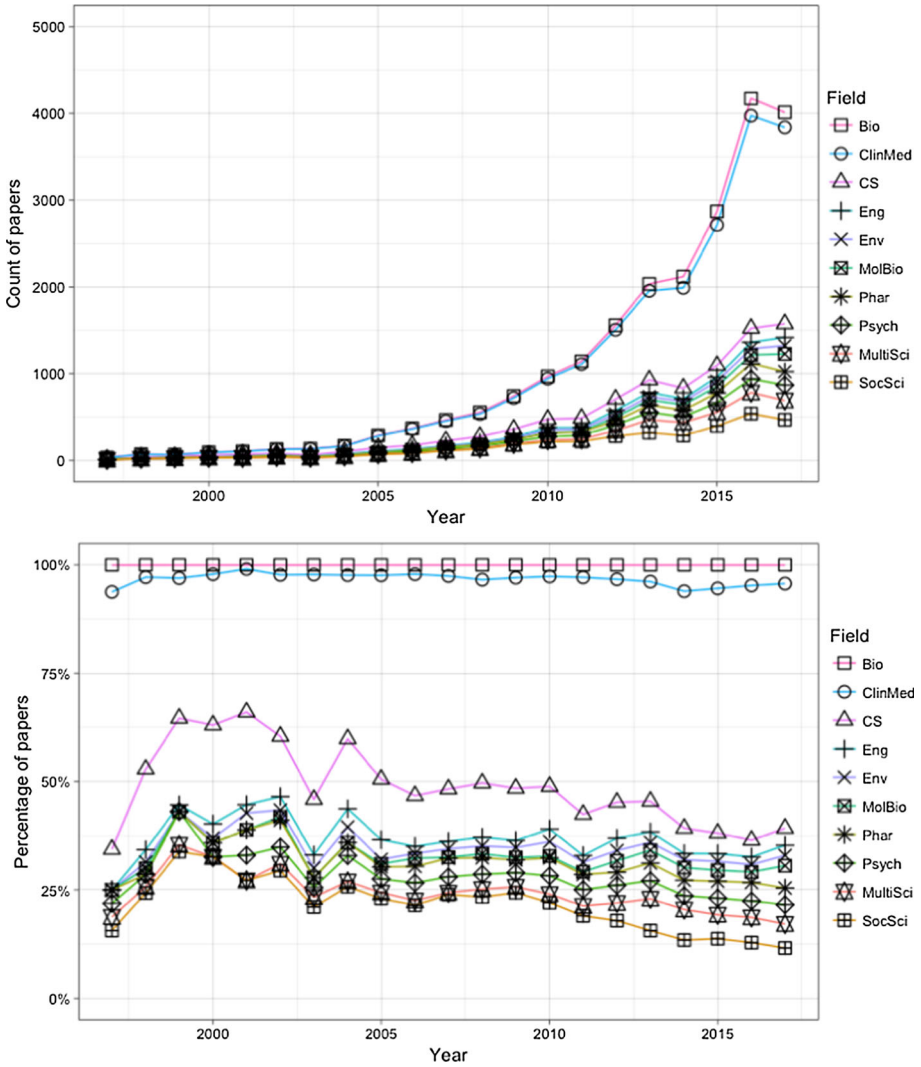 5000
4000
3000
2000
1000
0
Count of papers
2000
2005
2010
2015
Year
Field
Bio
ClinMed
CS
Eng
Env
MolBio
Phar
Psych
MultiSci
SocSci
100%
75%
50%
25%
0%
Percentage of papers
2000
2005
2010
2015
Year
Field
Bio
ClinMed
CS
Eng
Env
MolBio
Phar
Psych
MultiSci
SocSci